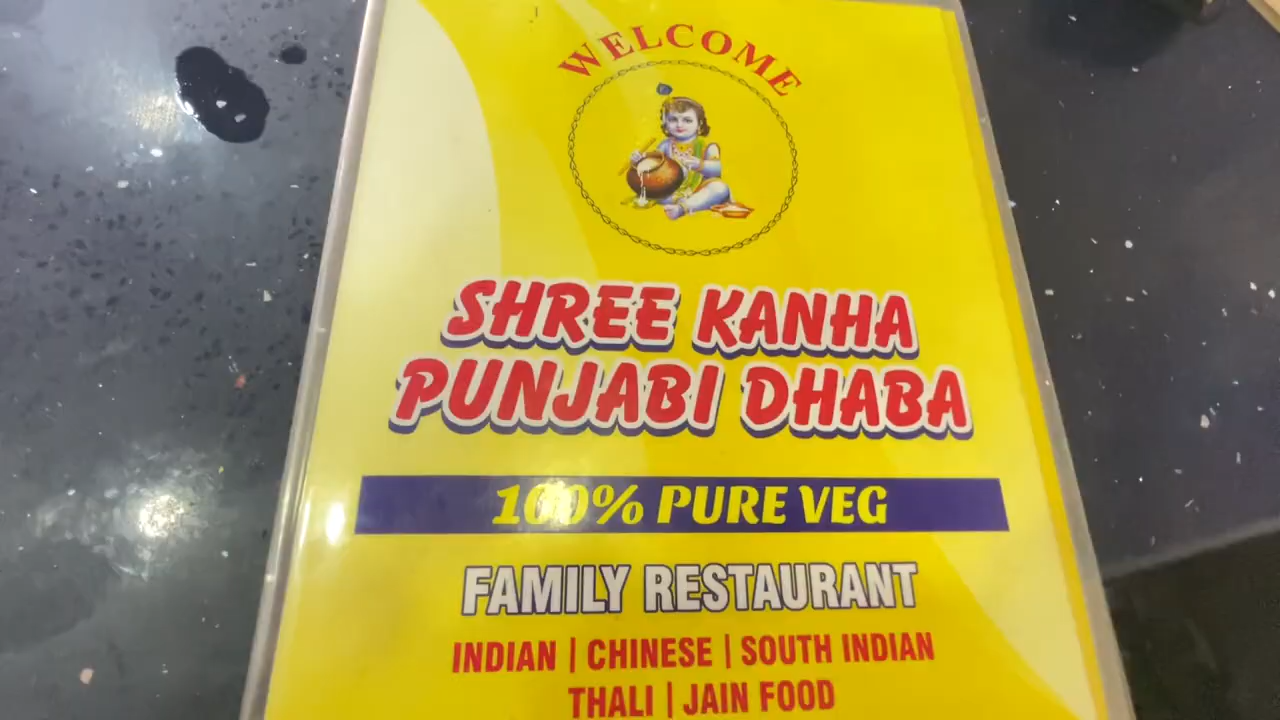 WELCOME
SHREE KANHA
PUNJABI DHABA
100% PURE VEG
FAMILY RESTAURANT
INDIAN | CHINESE | SOUTH INDIAN
THALI | JAIN FOOD